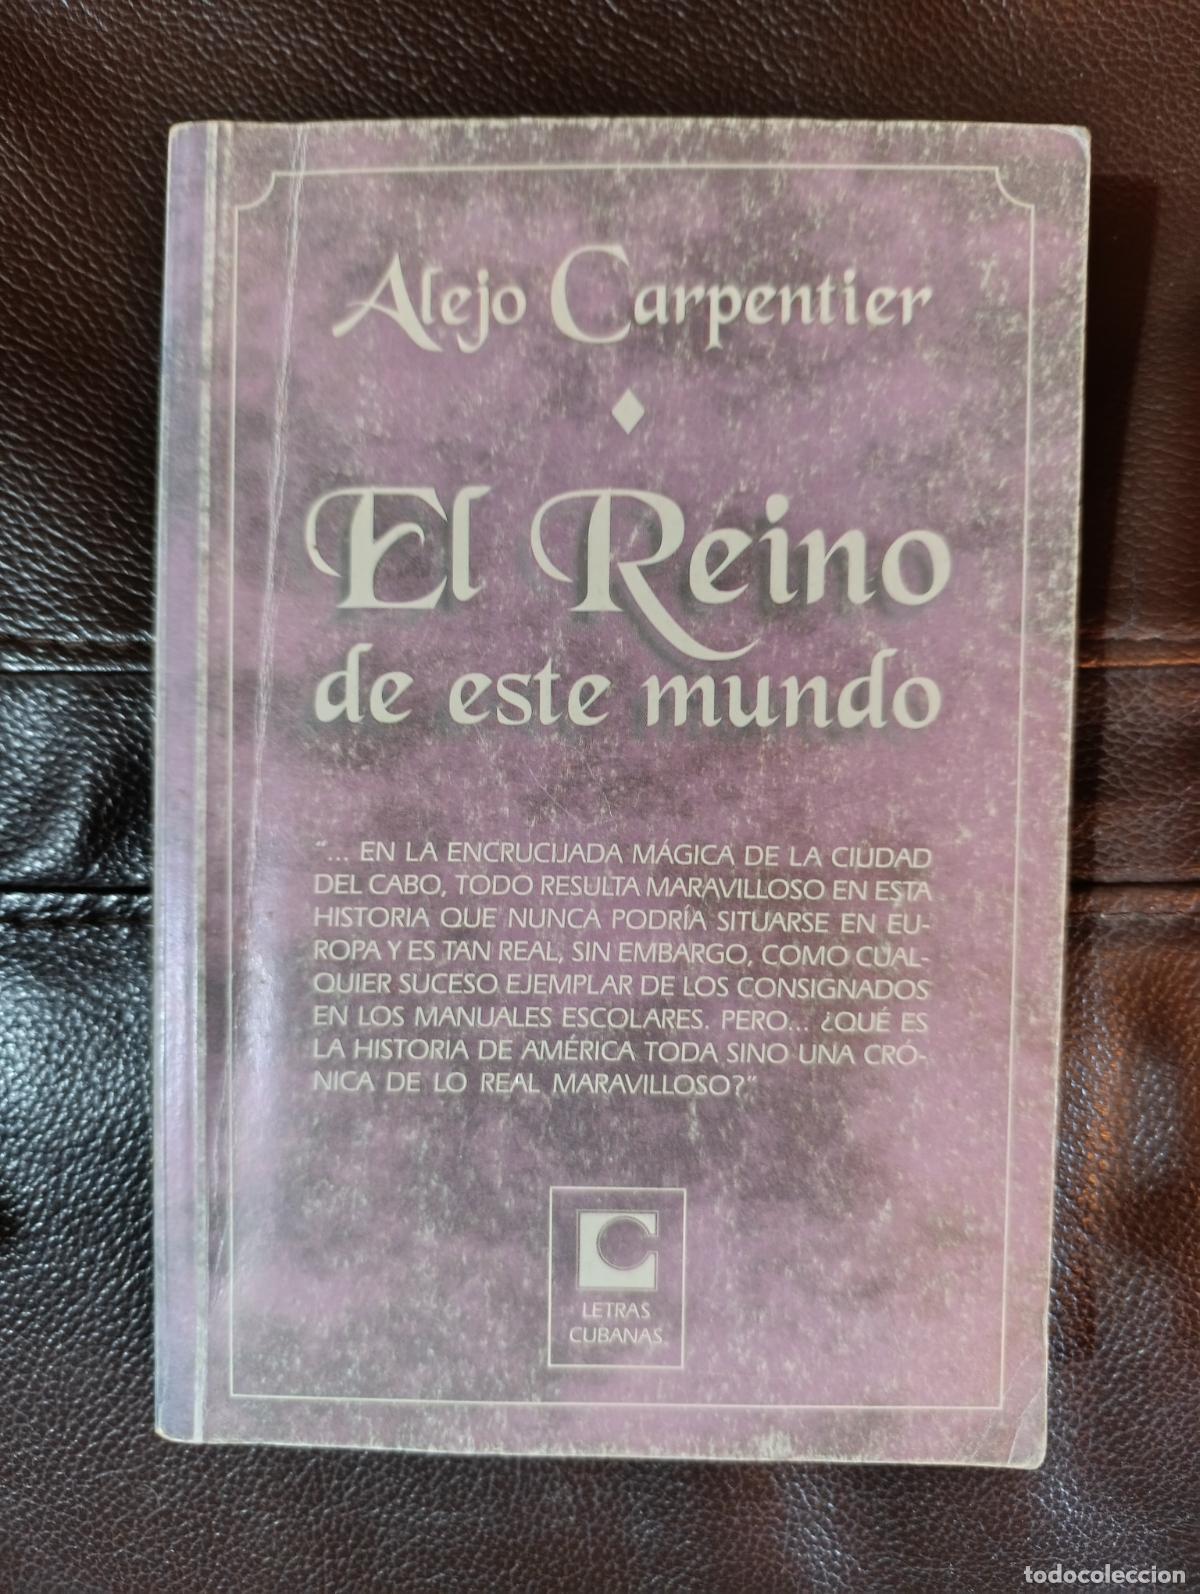 Alejo Carpentier
El Reino
de este mundo
"... EN LA ENCRUCIJADA MÁGICA DE LA CIUDAD
DEL CABO, TODO RESULTA MARAVILLOSO EN ESTA
HISTORIA QUE NUNCA PODRÍA SITUARSE EN EU-
ROPA Y ES TAN REAL, SIN EMBARGO, COMO CUAL-
QUIER SUCESO EJEMPLAR DE LOS CONSIGNADOS
EN LOS MANUALES ESCOLARES. PERO... ¿QUÉ ES
LA HISTORIA DE AMÉRICA TODA SINO UNA CRÓ-
NICA DE LO REAL MARAVILLOSO?"
LETRAS
CUBANAS
todocoleccion